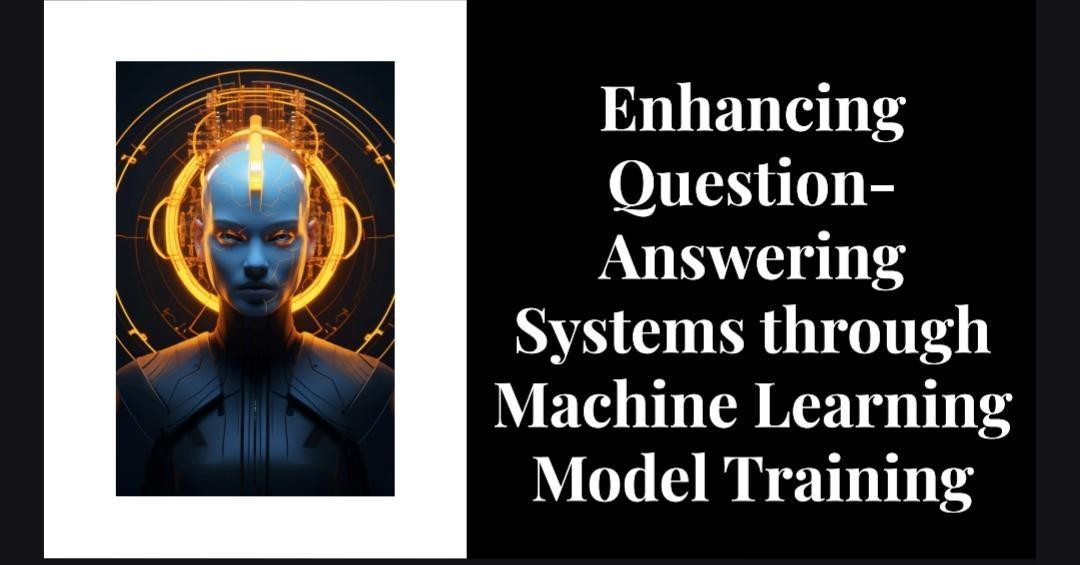 Enhancing
Question-
Answering
Systems through
Machine Learning
Model Training